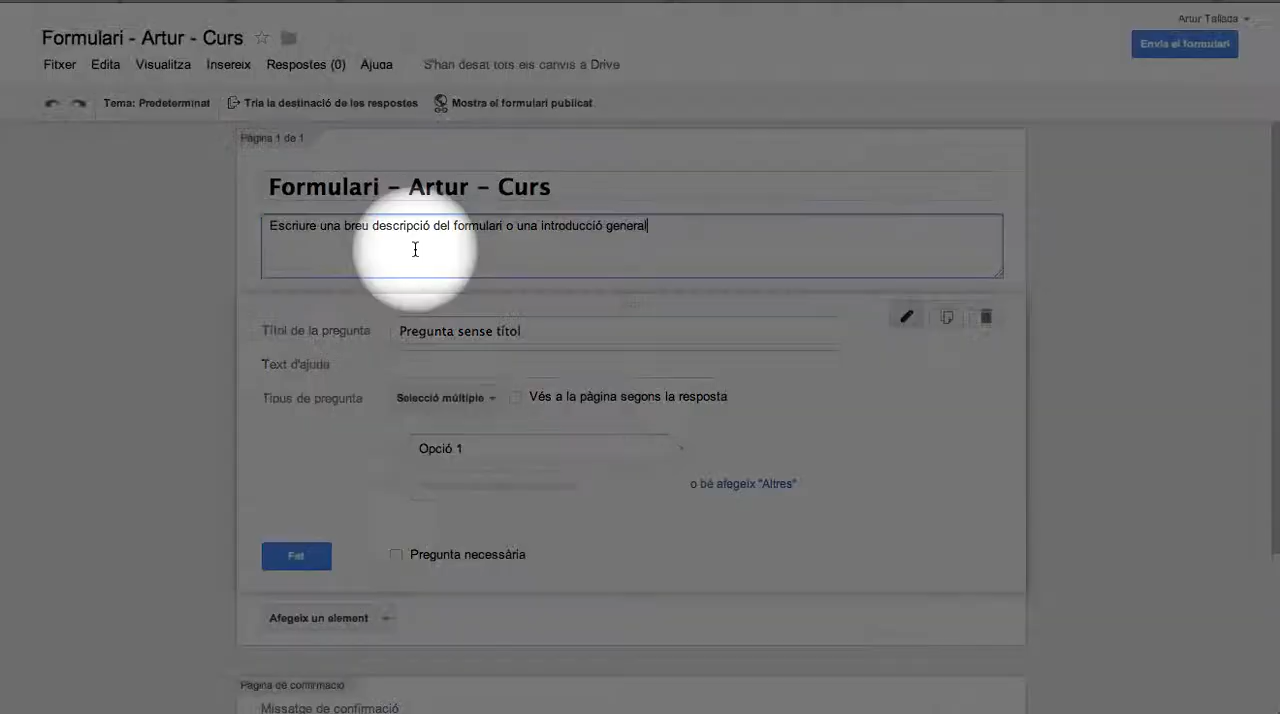 Artur Tallada
Formulari - Artur - Curs
Envia el formulari
Fitxer Edita Visualitza Insereix Respostes (0) Ajuda S'han desat tots els canvis a Drive
Tema: Predeterminat Tria la destinació de les respostes Mostra el formulari publicat
Pàgina 1 de 1
Formulari - Artur - Curs
Escriure una breu descripció del formulari o una introducció general
Títol de la pregunta Pregunta sense títol
Text d'ajuda
Tipus de pregunta Selecció múltiple Vés a la pàgina segons la resposta
Opció 1
o bé afegeix "Altres"
Fet Pregunta necessària
Afegeix un element
Pàgina de confirmació
Missatge de confirmació